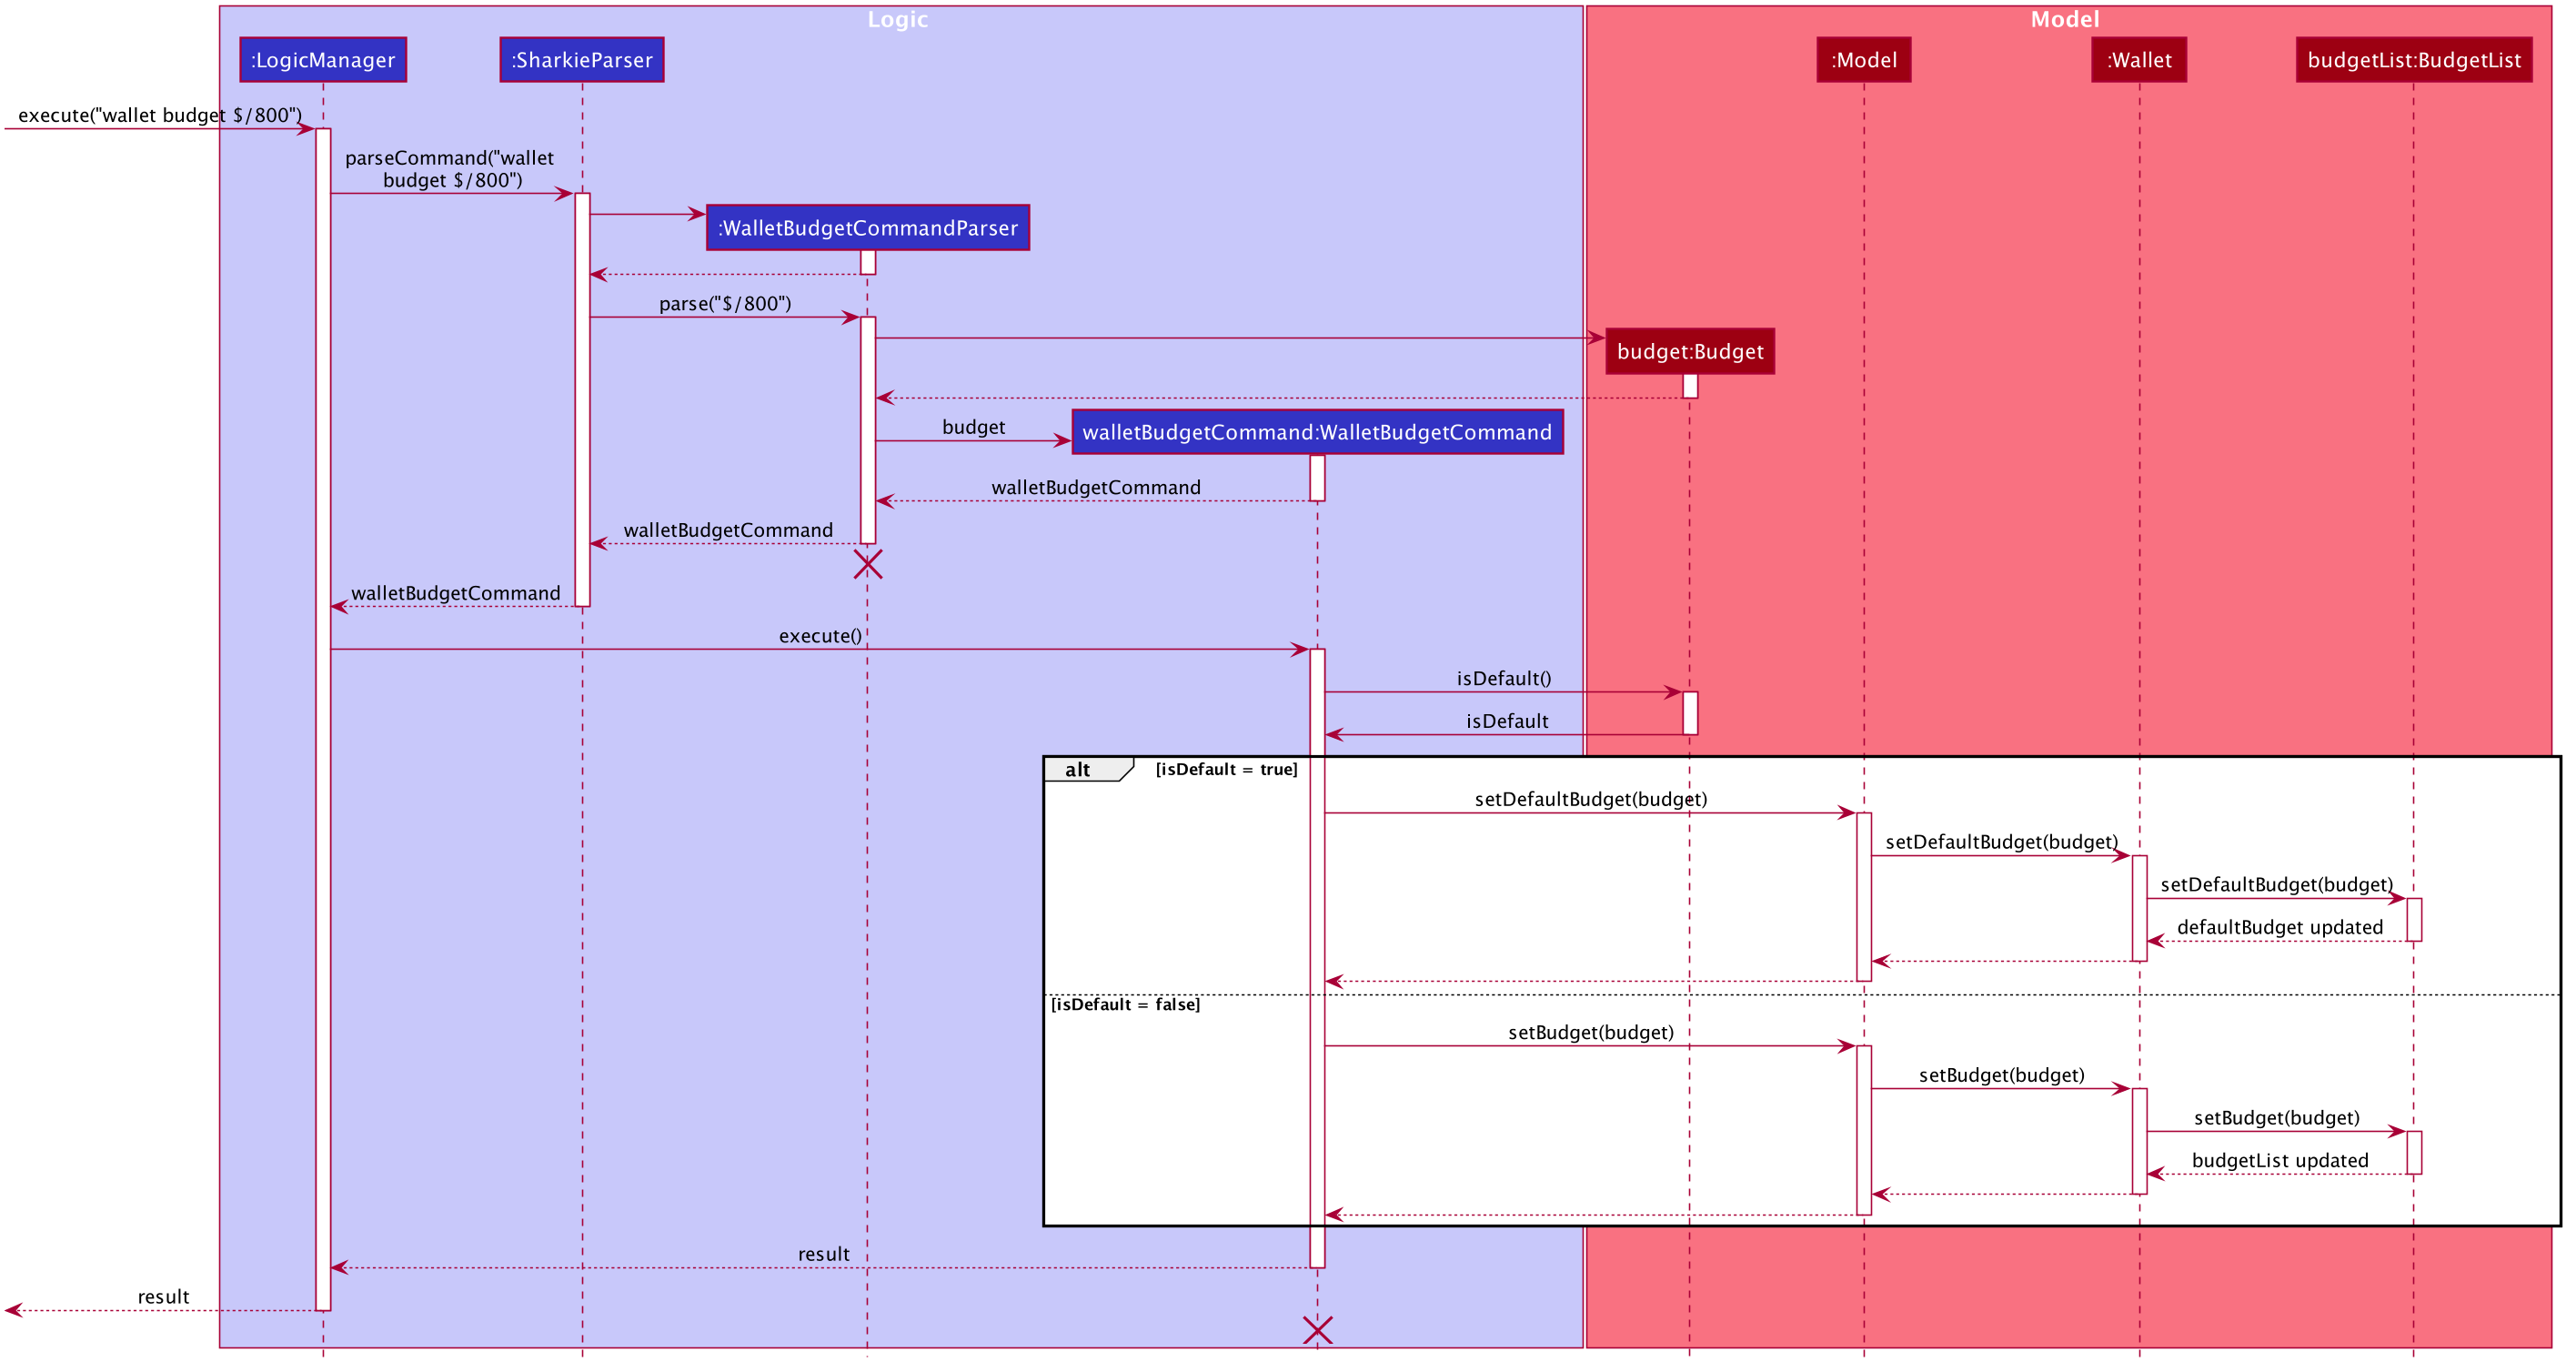 Logic
Model
:LogicManager
:SharkieParser
:Model
:Wallet
budgetList:BudgetList
execute("wallet budget $/800")
parseCommand("wallet
budget $/800")
:WalletBudgetCommandParser
parse("$/800")
budget:Budget
budget
walletBudgetCommand:WalletBudgetCommand
walletBudgetCommand
walletBudgetCommand
walletBudgetCommand
execute()
isDefault()
isDefault
alt
[isDefault = true]
setDefaultBudget(budget)
setDefaultBudget(budget)
setDefaultBudget(budget)
defaultBudget updated
[isDefault = false]
setBudget(budget)
setBudget(budget)
setBudget(budget)
budgetList updated
result
result